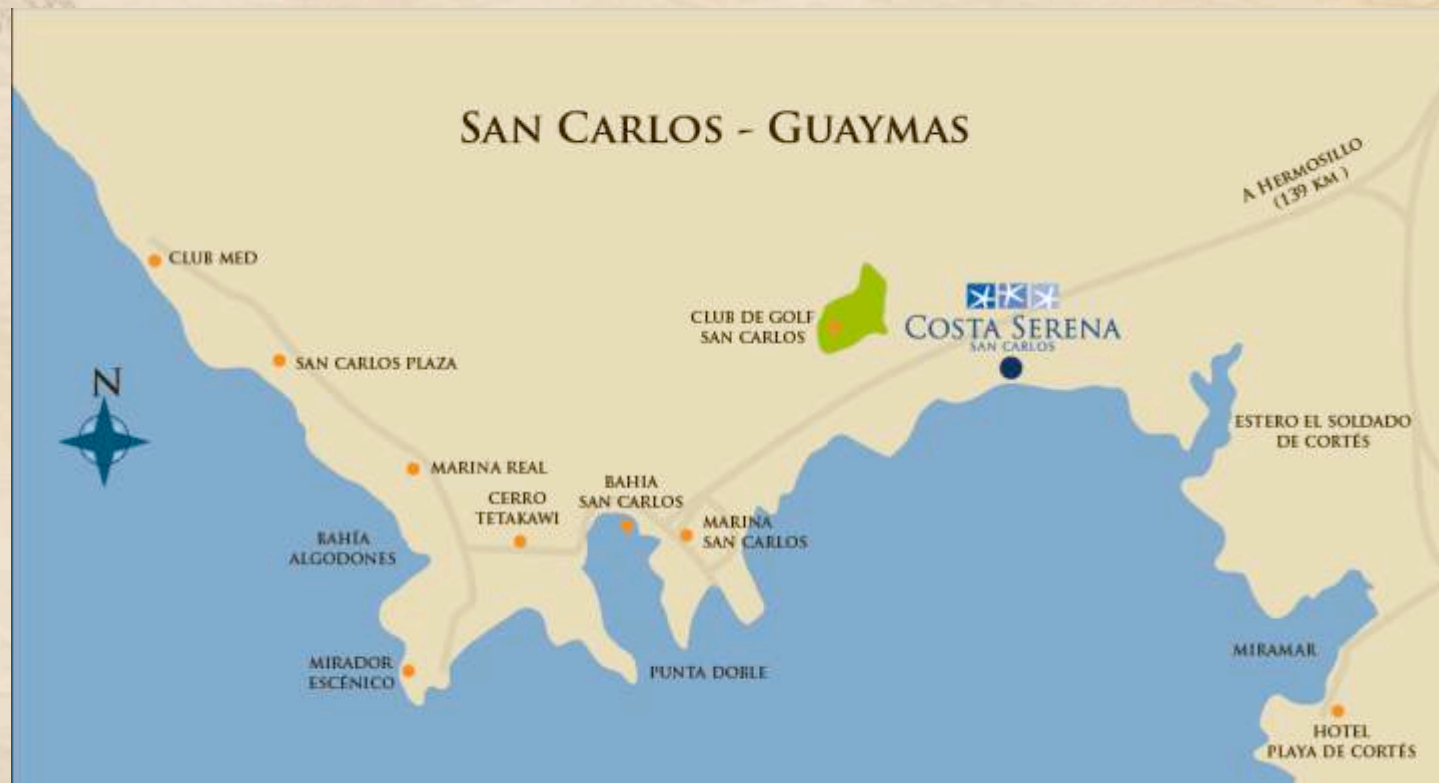 SAN CARLOS - GUAYMAS
A HERMOSILLO
(139 KM )
CLUB MED
CLUB DE GOLF
SAN CARLOS
COSTA SERENA
SAN CARLOS
SAN CARLOS PLAZA
N
ESTERO EL SOLDADO
DE CORTÉS
MARINA REAL
CERRO
TETAKAWI
BAHIA
SAN CARLOS
MARINA
SAN CARLOS
BAHÍA
ALGODONES
MIRADOR
ESCÉNICO
PUNTA DOBLE
MIRAMAR
HOTEL
PLAYA DE CORTÉS